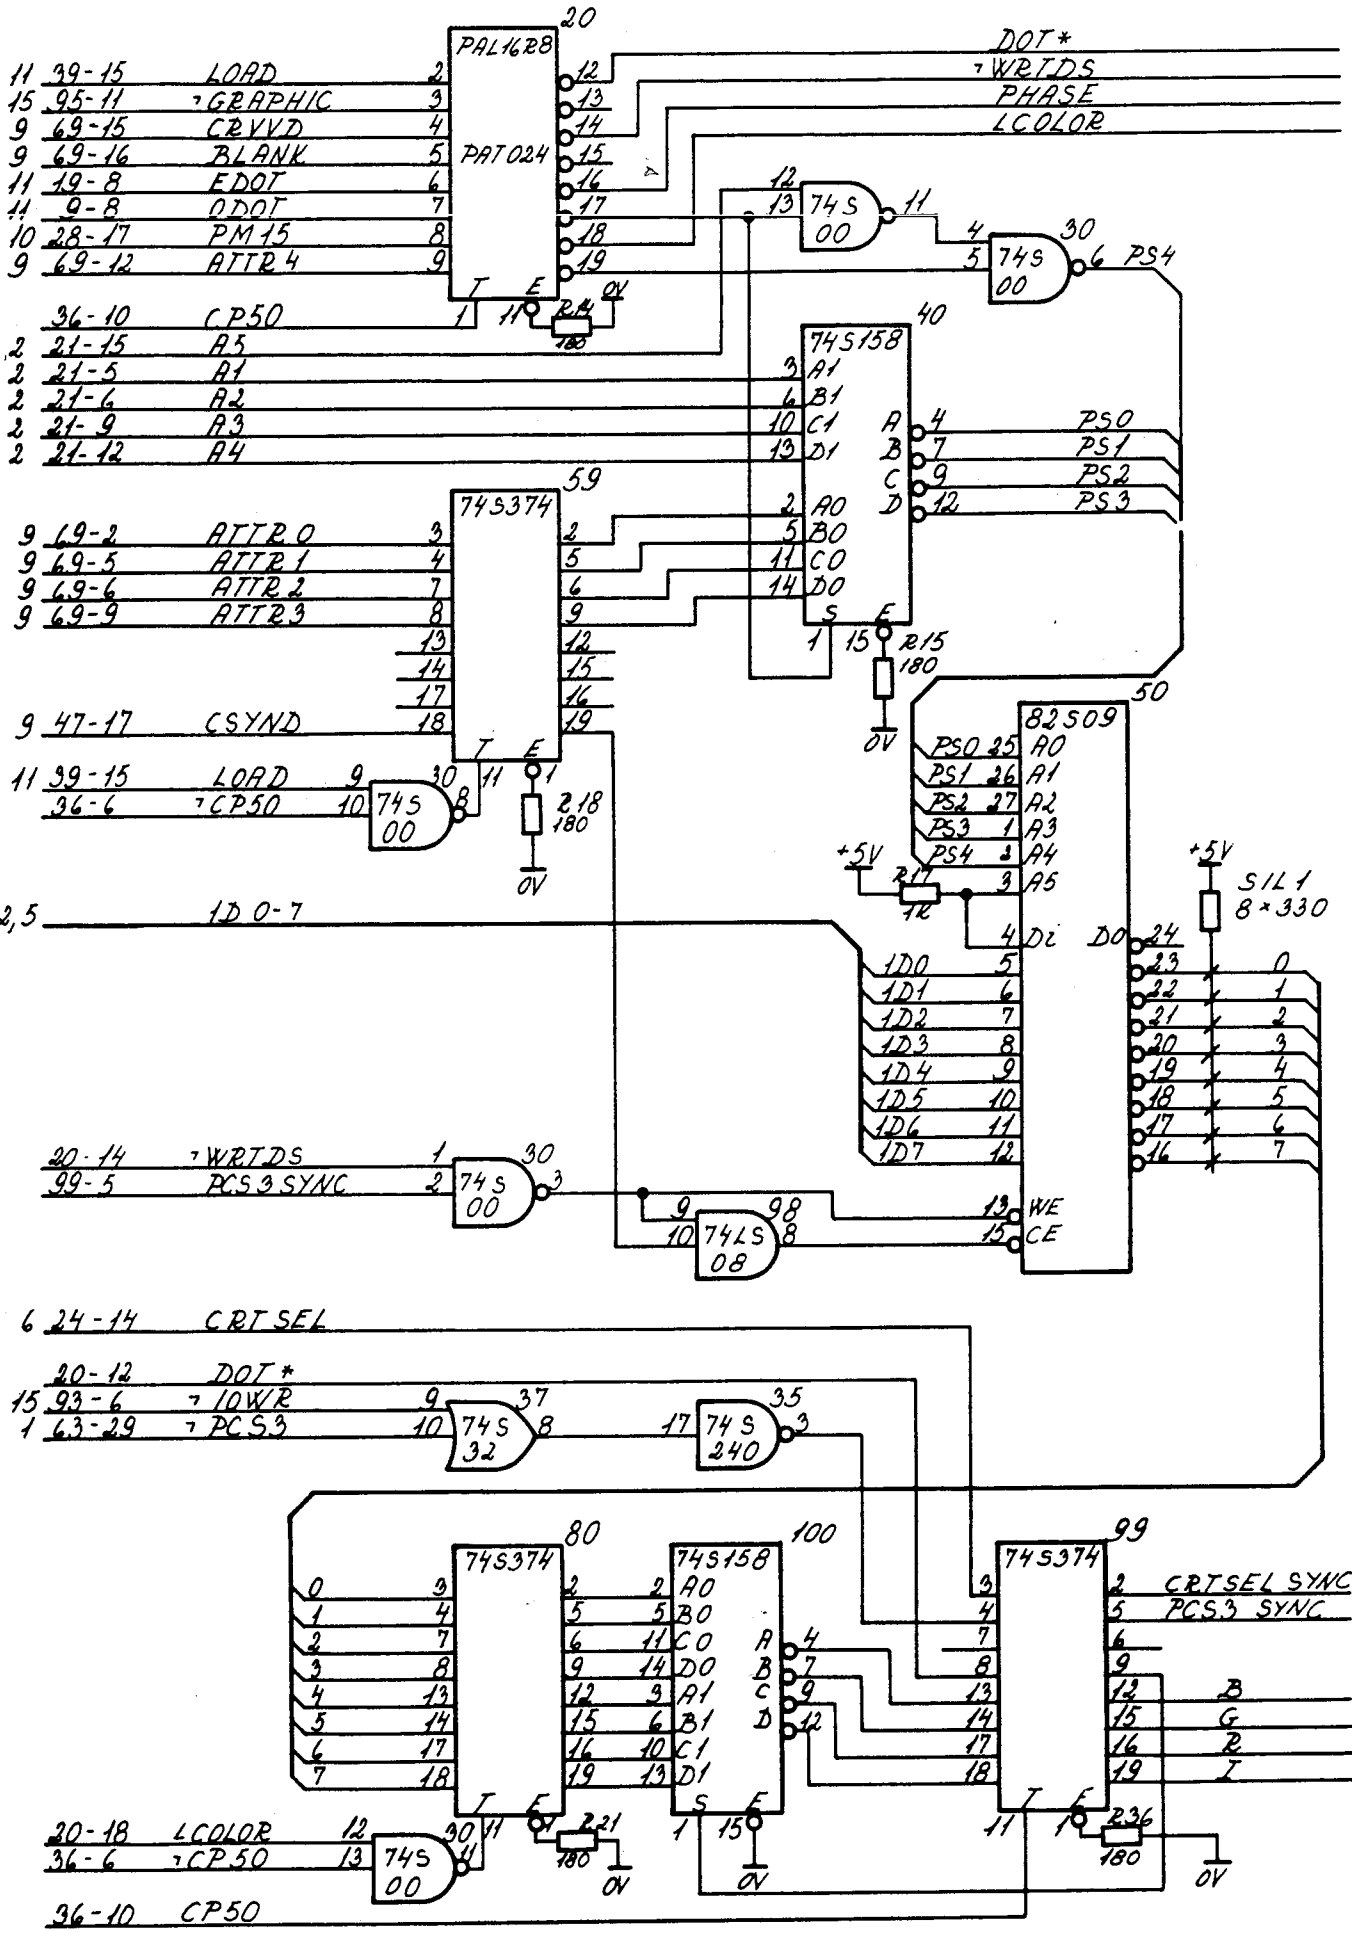 20
PAL16R8
PAT024
11 39-15 LOAD 2
15 95-11 ¬GRAPHIC 3
9 69-15 CRVVD 4
9 69-16 BLANK 5
11 19-8 EDOT 6
11 9-8 ODOT 7
10 28-17 PM15 8
9 69-12 ATTR4 9
12 DOT*
13
14 ¬WRTDS
15
16 PHASE
17
18 LCOLOR
19
T E
1 11 R14 180 0V
12 13 74S 00 11
4 5 30 74S 00 6 PS4
36-10 CP50
2 21-15 A5
2 21-5 A1 3 A1
2 21-6 A2 6 B1
2 21-9 A3 10 C1
2 21-12 A4 13 D1
40
74S158
A 4 PS0
B 7 PS1
C 9 PS2
D 12 PS3
2 A0
5 B0
11 C0
14 D0
S E
1 15 R15 180 0V
59
74S374
9 69-2 ATTR0 3 2
9 69-5 ATTR1 4 5
9 69-6 ATTR2 7 6
9 69-9 ATTR3 8 9
13 12
14 15
17 16
9 47-17 CSYND 18 19
T E
11 1 R18 180 0V
11 39-15 LOAD 9
36-6 ¬CP50 10
30 74S 00 8
50
82S09
PS0 25 A0
PS1 26 A1
PS2 27 A2
PS3 1 A3
PS4 2 A4
+5V R17 1K 3 A5
4 Di D0 24
2,5 1D 0-7
1D0 5
1D1 6
1D2 7
1D3 8
1D4 9
1D5 10
1D6 11
1D7 12
+5V SIL1
8*330
23 0
22 1
21 2
20 3
19 4
18 5
17 6
16 7
13 WE
15 CE
20-14 ¬WRTDS 1
99-5 PCS3 SYNC 2
30 74S 00 3
9 10 98 74LS 08 8
6 24-14 CRT SEL
20-12 DOT*
15 93-6 ¬IOWR 9
1 63-29 ¬PCS3 10
37 74S 32 8
17 35 74S 240 3
80
74S374
0 3 2
1 4 5
2 7 6
3 8 9
4 13 12
5 14 15
6 17 16
7 18 19
T E
11 1 R21 180 0V
100
74S158
2 A0
5 B0
11 C0
14 D0
3 A1
6 B1
10 C1
13 D1
A 4
B 7
C 9
D 12
S E
1 15 0V
99
74S374
3 2 CRTSEL SYNC
4 5 PCS3 SYNC
7 6
8 9
13 12 B
14 15 G
17 16 R
18 19 I
T E
11 1 R36 180 0V
20-18 LCOLOR 12
36-6 ¬CP50 13
30 74S 00 11
36-10 CP50